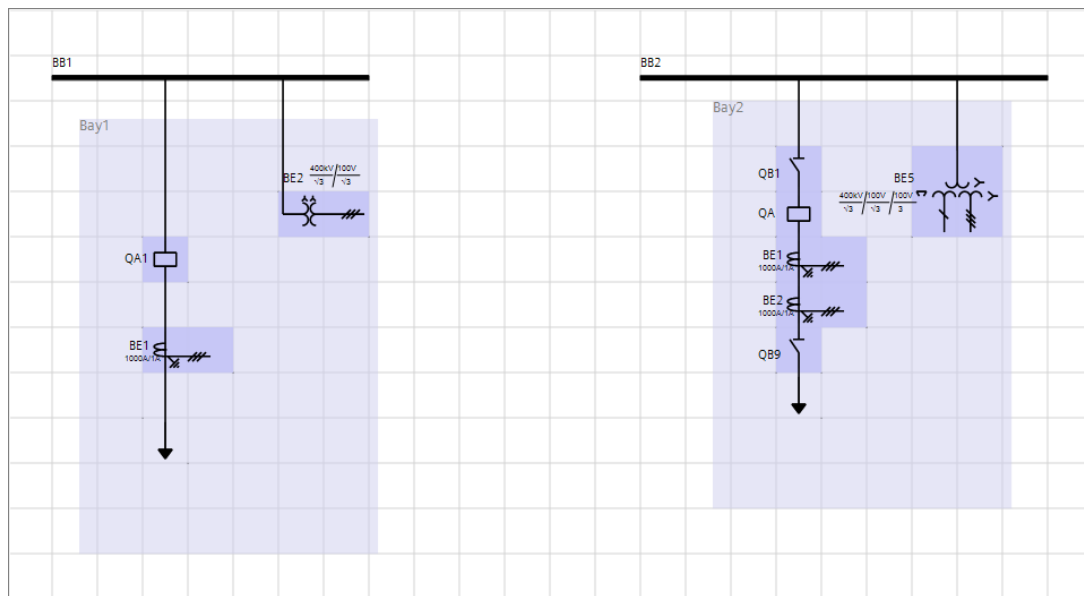 BB1
Bay1
BE2 400kV/√3/100V/√3
QA1
BE1
1000A/1A
BB2
Bay2
QB1
BE5
400kV/√3/100V/√3/100V/3
QA
BE1
1000A/1A
BE2
1000A/1A
QB9